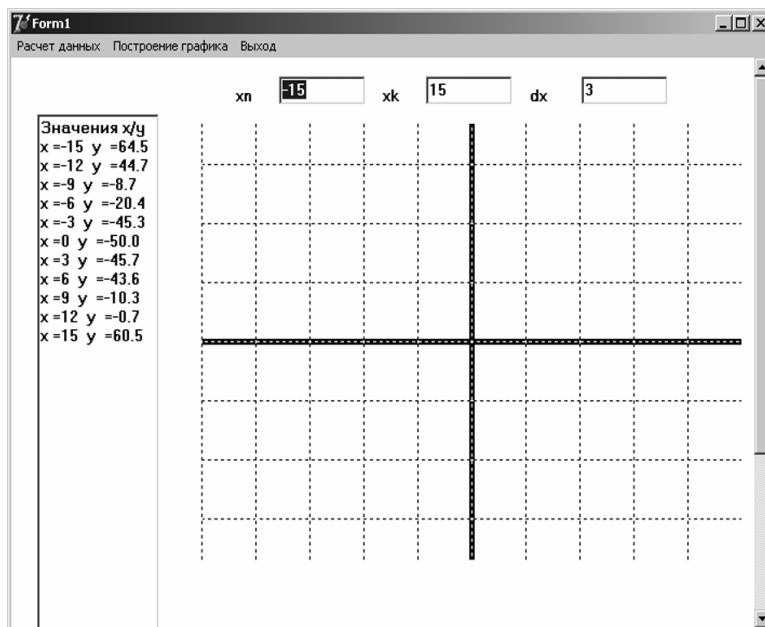 Form1
Расчет данных Построение графика Выход
xn -15 xk 15 dx 3
Значения x/y
x =-15 y =64.5
x =-12 y =44.7
x =-9 y =-8.7
x =-6 y =-20.4
x =-3 y =-45.3
x =0 y =-50.0
x =3 y =-45.7
x =6 y =-43.6
x =9 y =-10.3
x =12 y =-0.7
x =15 y =60.5